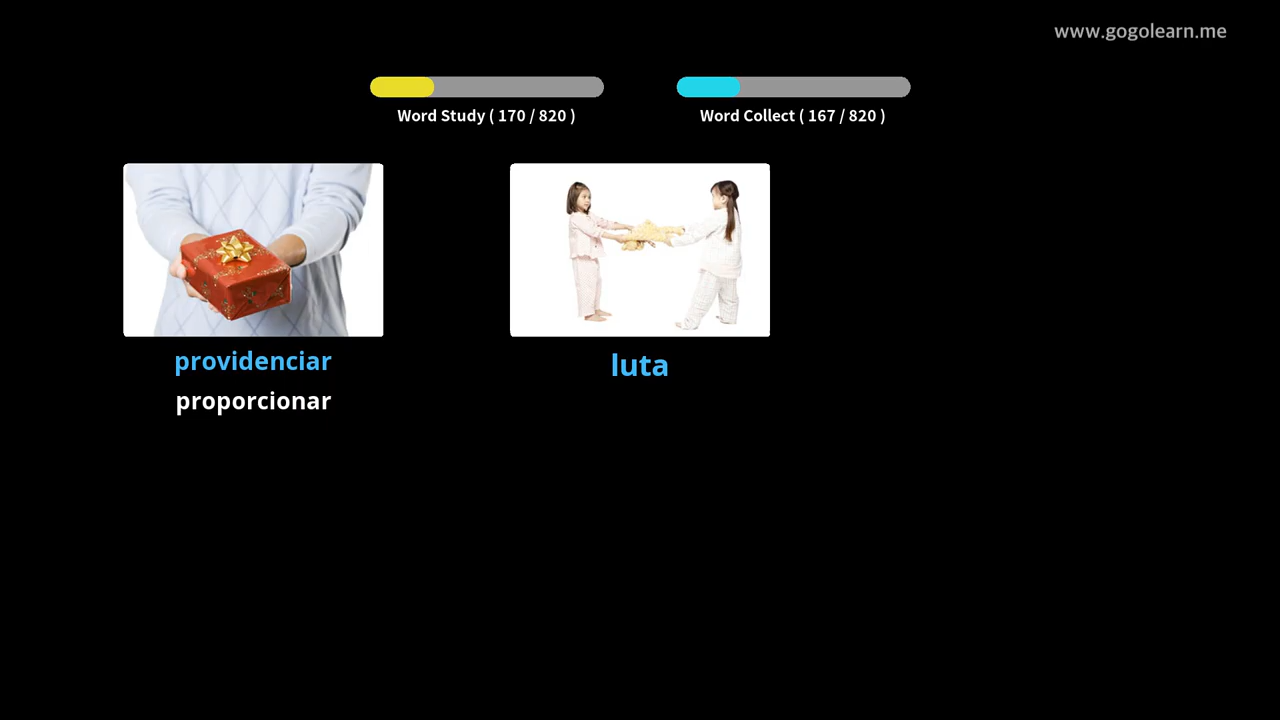 www.gogolearn.me
Word Study ( 170 / 820 )
Word Collect ( 167 / 820 )
providenciar
proporcionar
luta